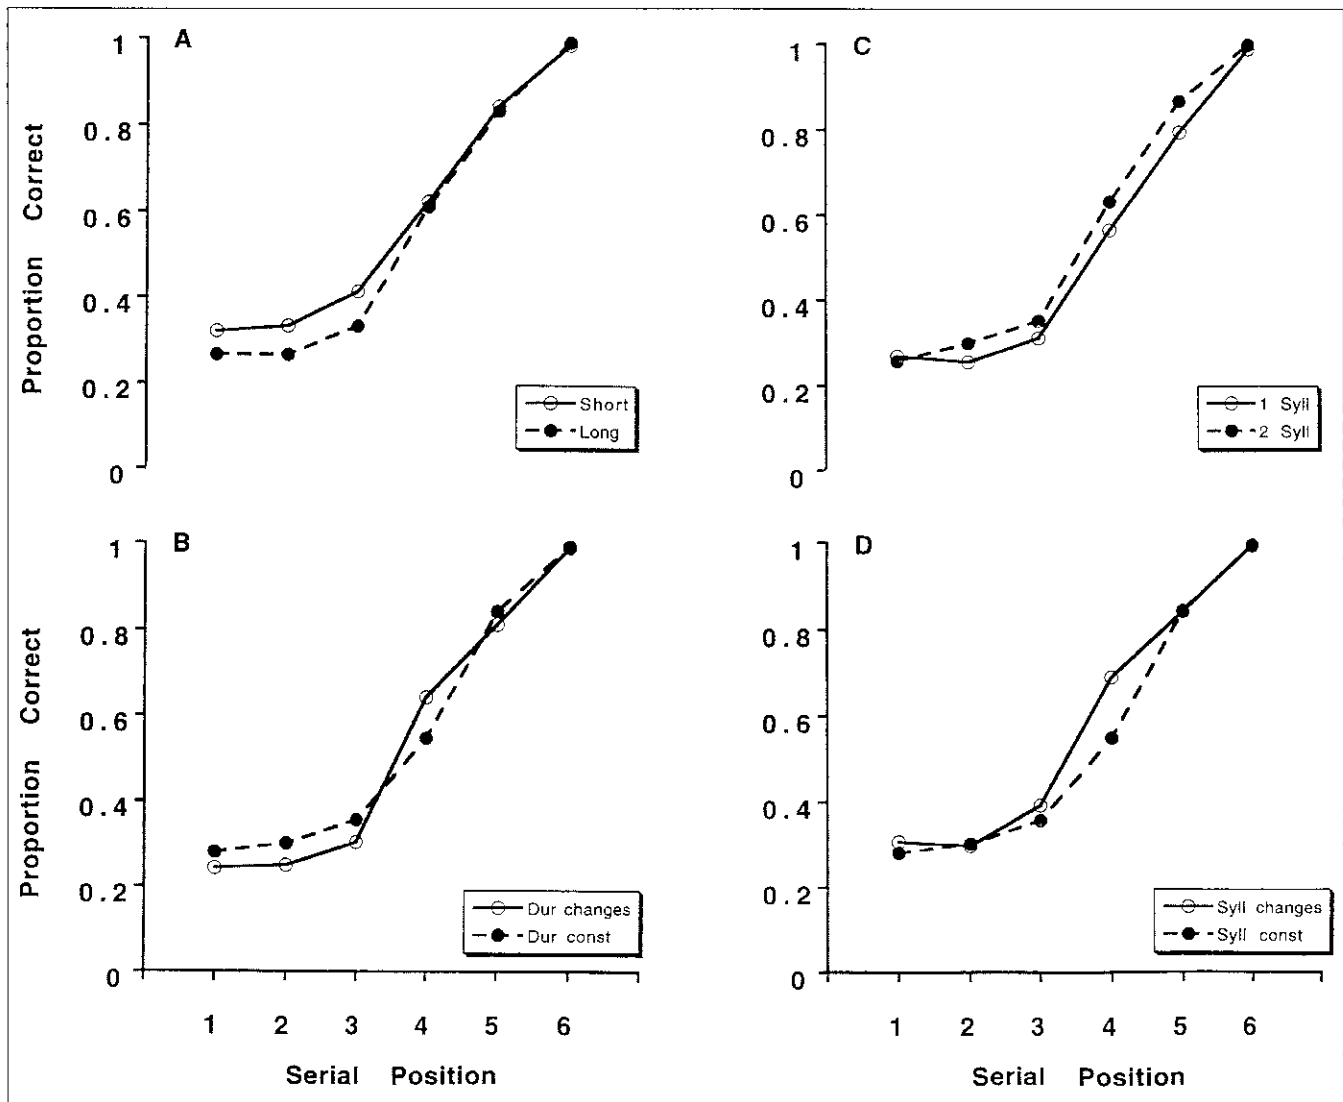 A
1
0.8
0.6
0.4
0.2
0
Proportion Correct
Short
Long
C
1
0.8
0.6
0.4
0.2
0
1 Syll
2 Syll
B
1
0.8
0.6
0.4
0.2
0
Proportion Correct
Dur changes
Dur const
1 2 3 4 5 6
Serial Position
D
1
0.8
0.6
0.4
0.2
0
Syll changes
Syll const
1 2 3 4 5 6
Serial Position